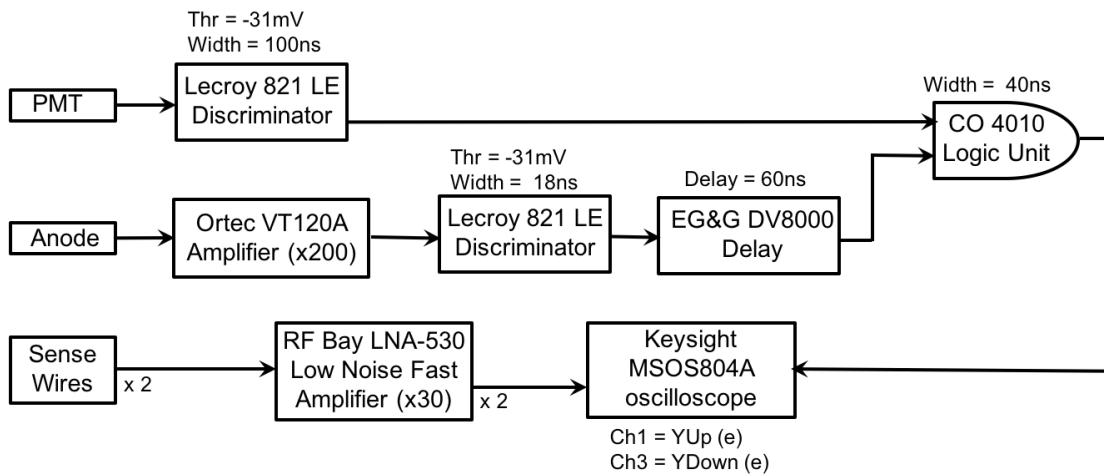 Thr = -31mV
Width = 100ns
PMT
Lecroy 821 LE
Discriminator
Width =  40ns
CO 4010
Logic Unit
Thr = -31mV
Width =  18ns
Delay = 60ns
Anode
Ortec VT120A
Amplifier (x200)
Lecroy 821 LE
Discriminator
EG&G DV8000
Delay
Sense
Wires
x 2
RF Bay LNA-530
Low Noise Fast
Amplifier (x30)
x 2
Keysight
MSOS804A
oscilloscope
Ch1 = YUp (e)
Ch3 = YDown (e)